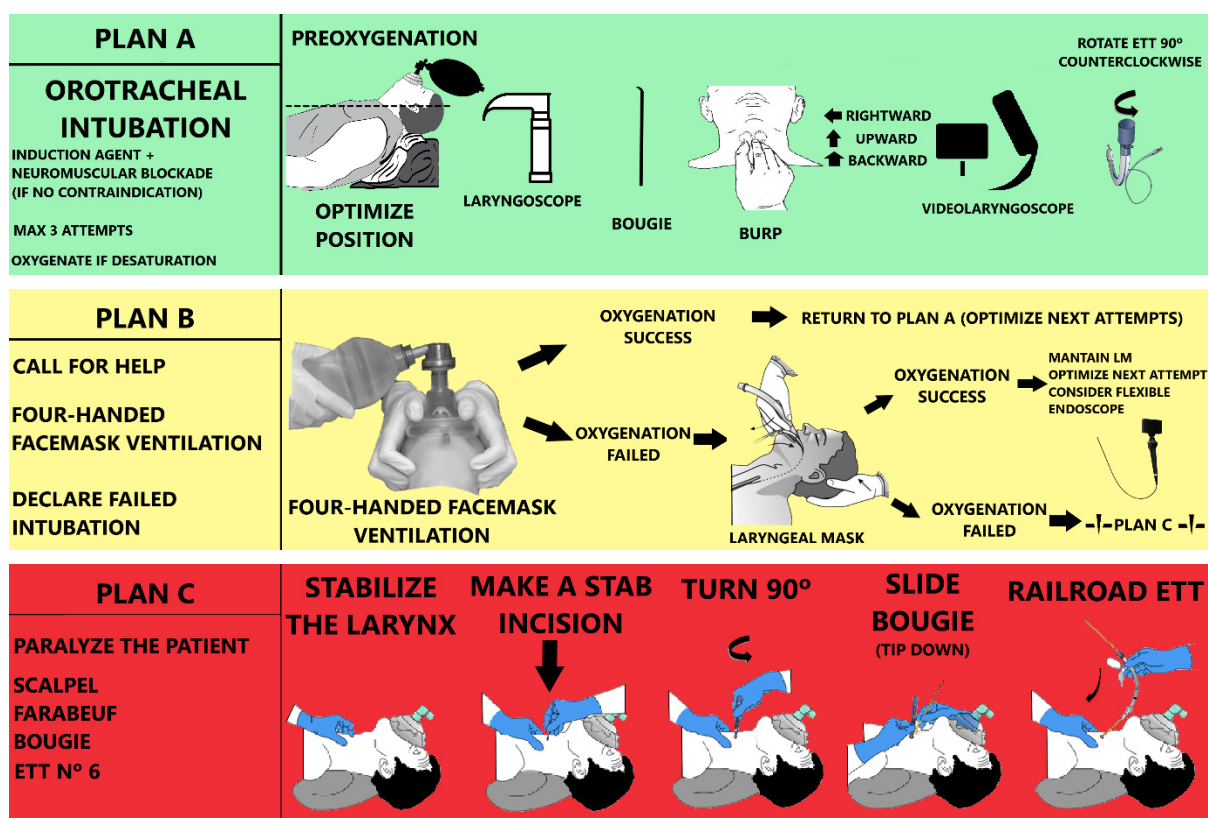 PLAN A
OROTRACHEAL
INTUBATION
INDUCTION AGENT +
NEUROMUSCULAR BLOCKADE
(IF NO CONTRAINDICATION)
MAX 3 ATTEMPTS
OXYGENATE IF DESATURATION
PREOXYGENATION
OPTIMIZE
POSITION
LARYNGOSCOPE
BOUGIE
BURP
RIGHTWARD
UPWARD
BACKWARD
VIDEOLARYNGOSCOPE
ROTATE ETT 90º
COUNTERCLOCKWISE
PLAN B
CALL FOR HELP
FOUR-HANDED
FACEMASK VENTILATION
DECLARE FAILED
INTUBATION
FOUR-HANDED FACEMASK
VENTILATION
OXYGENATION
SUCCESS
RETURN TO PLAN A (OPTIMIZE NEXT ATTEMPTS)
OXYGENATION
FAILED
LARYNGEAL MASK
OXYGENATION
SUCCESS
MANTAIN LM
OPTIMIZE NEXT ATTEMPT
CONSIDER FLEXIBLE
ENDOSCOPE
OXYGENATION
FAILED
PLAN C
PLAN C
PARALYZE THE PATIENT
SCALPEL
FARABEUF
BOUGIE
ETT Nº 6
STABILIZE
THE LARYNX
MAKE A STAB
INCISION
TURN 90º
SLIDE
BOUGIE
(TIP DOWN)
RAILROAD ETT